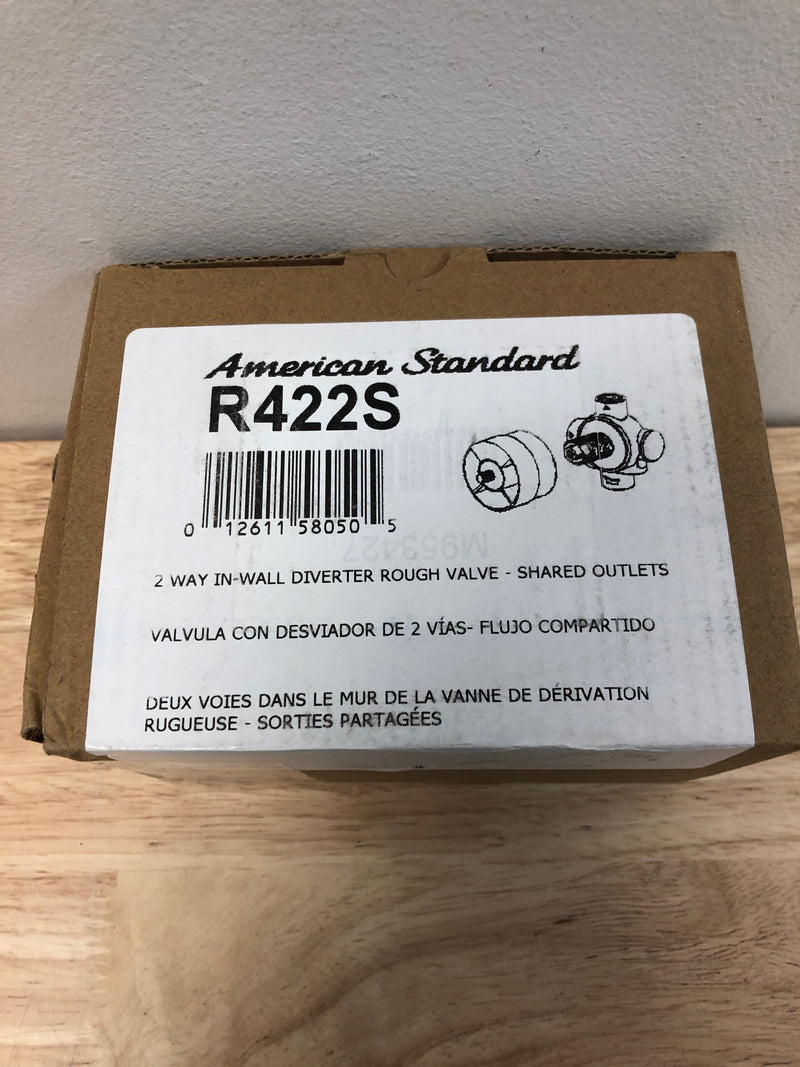 American Standard
R422S
0 12611 58050 5
M953427
2 WAY IN-WALL DIVERTER ROUGH VALVE - SHARED OUTLETS
VALVULA CON DESVIADOR DE 2 VÍAS- FLUJO COMPARTIDO
DEUX VOIES DANS LE MUR DE LA VANNE DE DÉRIVATION
RUGUEUSE - SORTIES PARTAGÉES